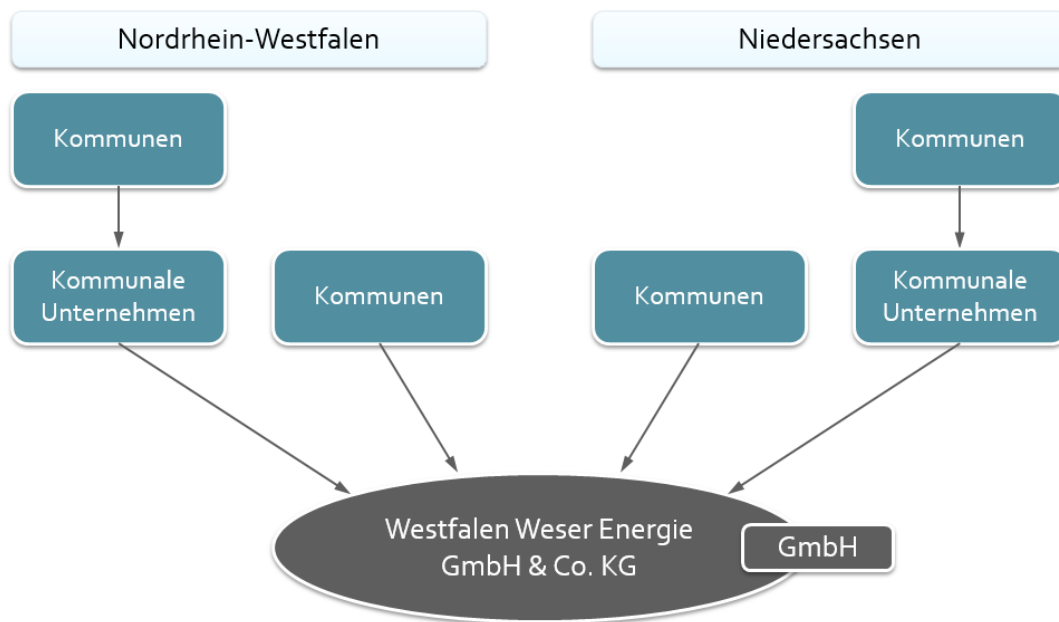 Nordrhein-Westfalen
Niedersachsen
Kommunen
Kommunen
Kommunale
Unternehmen
Kommunen
Kommunen
Kommunale
Unternehmen
Westfalen Weser Energie
GmbH & Co. KG
GmbH